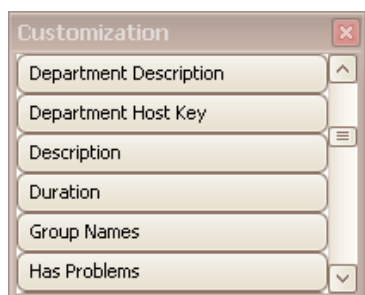 Customization
Department Description
Department Host Key
Description
Duration
Group Names
Has Problems